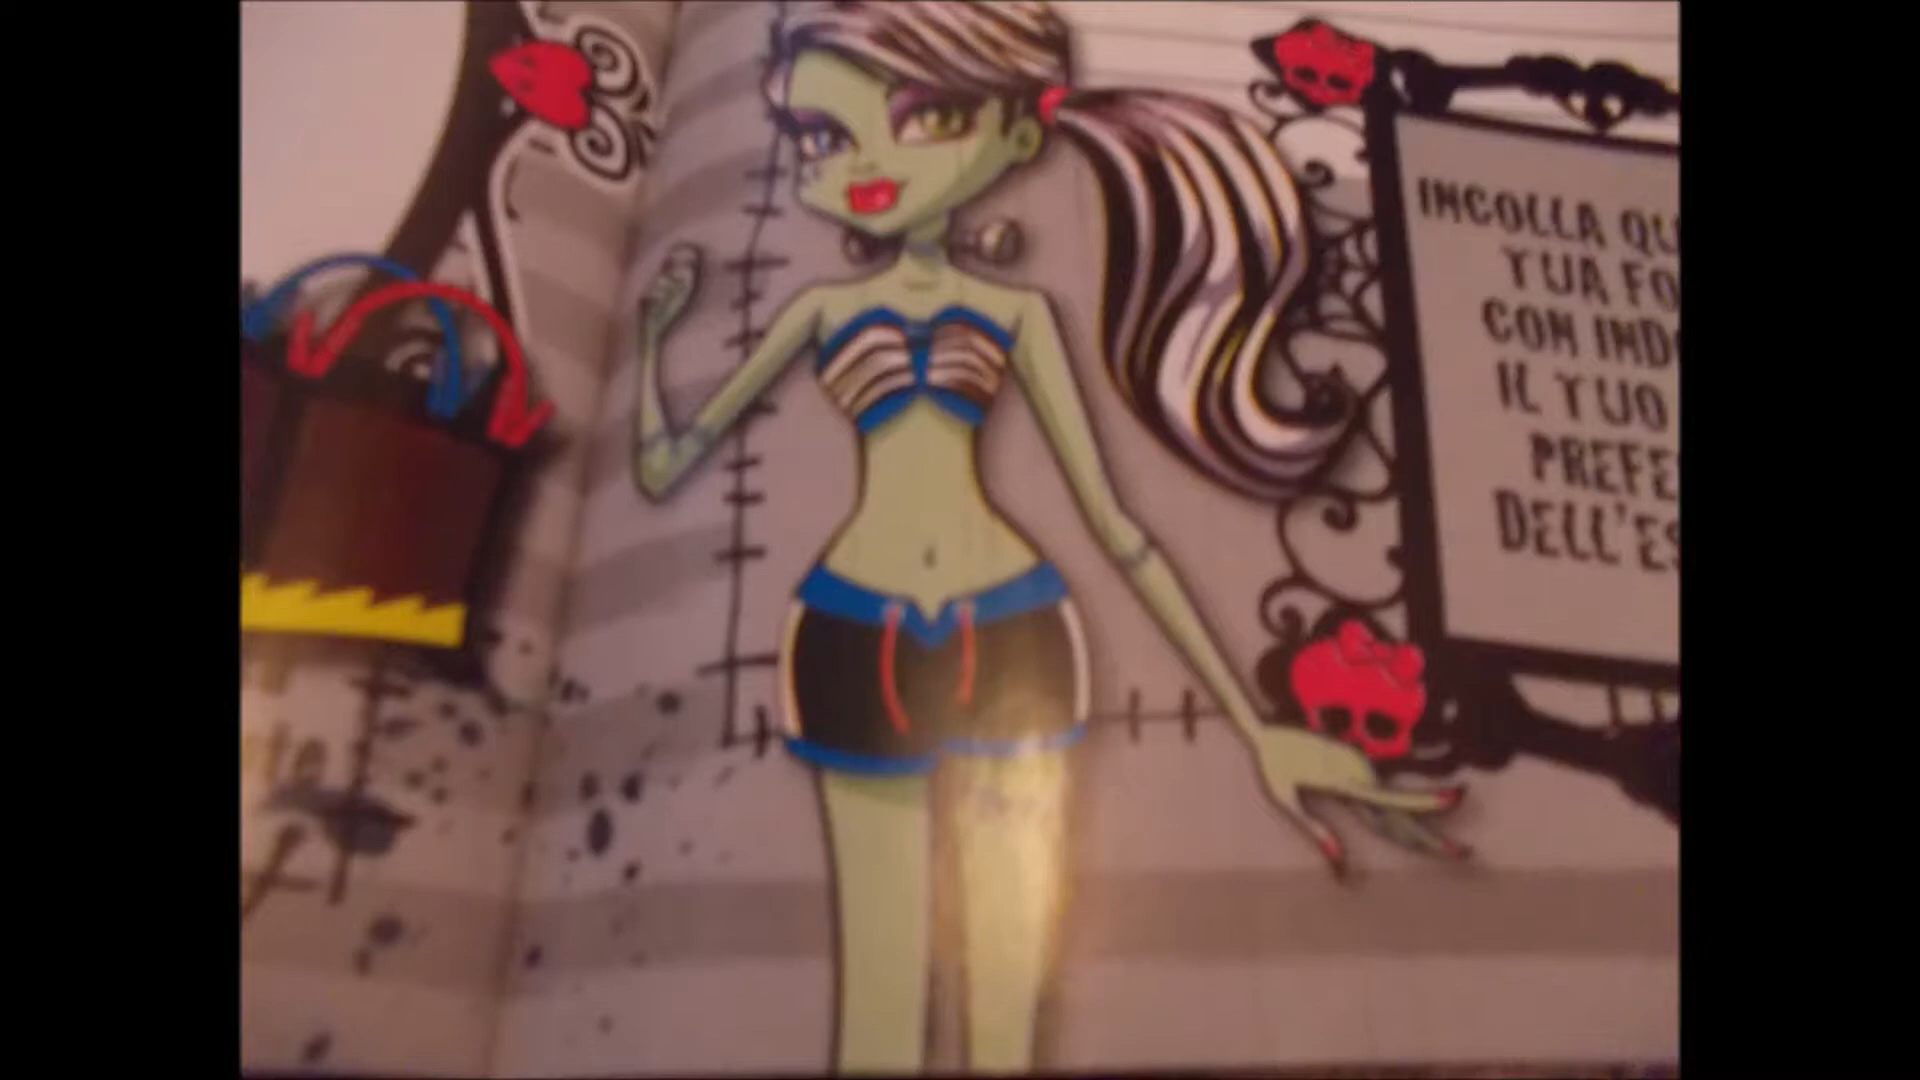 INCOLLA QU
TUA FO
CON IND
IL TUO
PREFE
DELL'ES